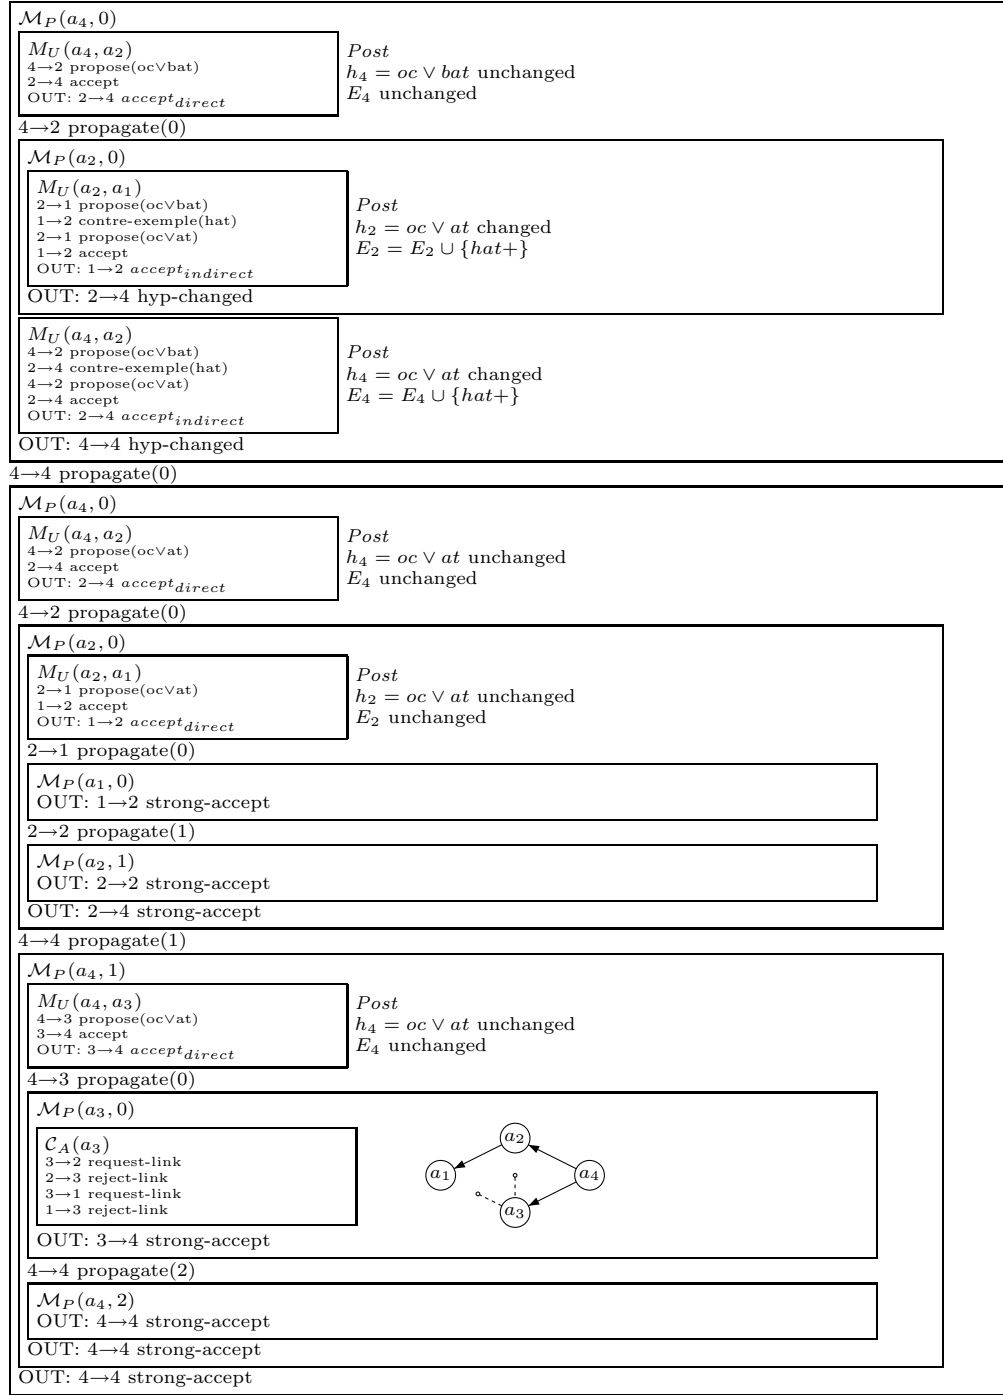 M_P(a_4, 0)
M_U(a_4, a_2)
4→2 propose(oc∨bat)
2→4 accept
OUT: 2→4 accept_direct
Post
h_4 = oc ∨ bat unchanged
E_4 unchanged
4→2 propagate(0)
M_P(a_2, 0)
M_U(a_2, a_1)
2→1 propose(oc∨bat)
1→2 contre-exemple(hat)
2→1 propose(oc∨at)
1→2 accept
OUT: 1→2 accept_indirect
Post
h_2 = oc ∨ at changed
E_2 = E_2 ∪ {hat+}
OUT: 2→4 hyp-changed
M_U(a_4, a_2)
4→2 propose(oc∨bat)
2→4 contre-exemple(hat)
4→2 propose(oc∨at)
2→4 accept
OUT: 2→4 accept_indirect
Post
h_4 = oc ∨ at changed
E_4 = E_4 ∪ {hat+}
OUT: 4→4 hyp-changed
4→4 propagate(0)
M_P(a_4, 0)
M_U(a_4, a_2)
4→2 propose(oc∨at)
2→4 accept
OUT: 2→4 accept_direct
Post
h_4 = oc ∨ at unchanged
E_4 unchanged
4→2 propagate(0)
M_P(a_2, 0)
M_U(a_2, a_1)
2→1 propose(oc∨at)
1→2 accept
OUT: 1→2 accept_direct
Post
h_2 = oc ∨ at unchanged
E_2 unchanged
2→1 propagate(0)
M_P(a_1, 0)
OUT: 1→2 strong-accept
2→2 propagate(1)
M_P(a_2, 1)
OUT: 2→2 strong-accept
OUT: 2→4 strong-accept
4→4 propagate(1)
M_P(a_4, 1)
M_U(a_4, a_3)
4→3 propose(oc∨at)
3→4 accept
OUT: 3→4 accept_direct
Post
h_4 = oc ∨ at unchanged
E_4 unchanged
4→3 propagate(0)
M_P(a_3, 0)
C_A(a_3)
3→2 request-link
2→3 reject-link
3→1 request-link
1→3 reject-link
a_2
a_1
a_4
a_3
OUT: 3→4 strong-accept
4→4 propagate(2)
M_P(a_4, 2)
OUT: 4→4 strong-accept
OUT: 4→4 strong-accept
OUT: 4→4 strong-accept